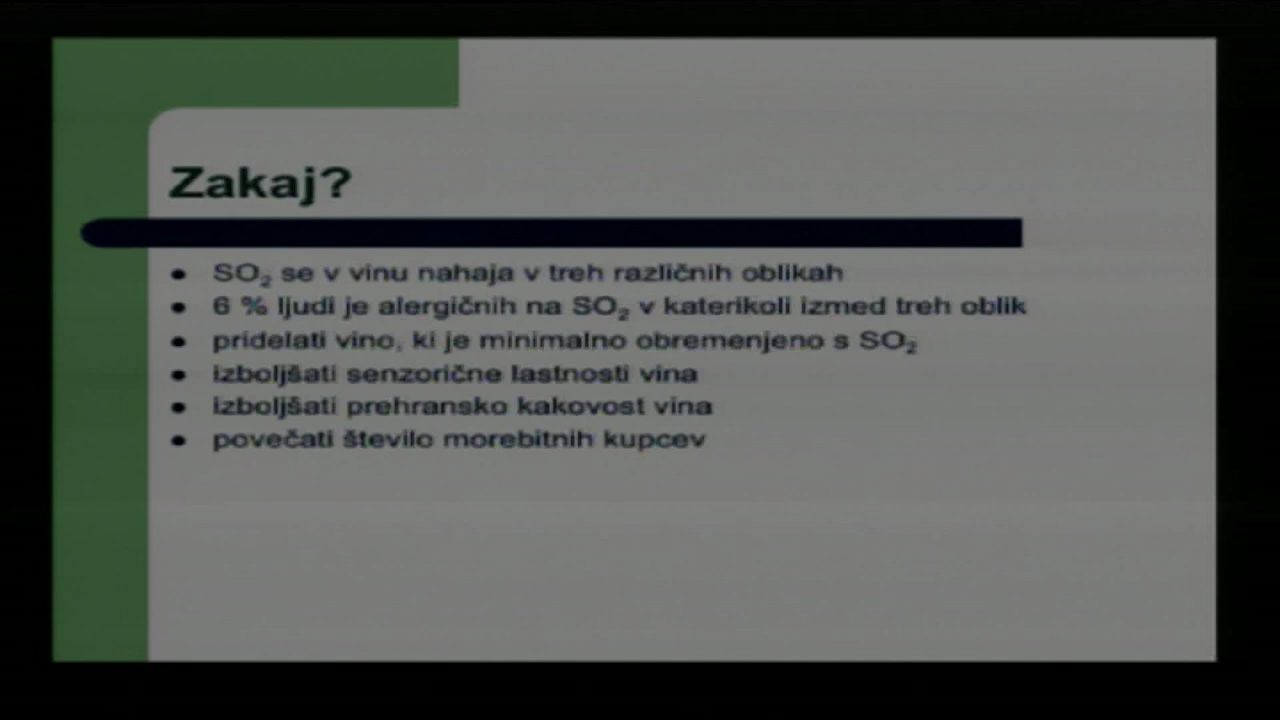 Zakaj?
• SO₂ se v vinu nahaja v treh različnih oblikah
• 6 % ljudi je alergičnih na SO₂ v katerikoli izmed treh oblik
• pridelati vino, ki je minimalno obremenjeno s SO₂
• izboljšati senzorične lastnosti vina
• izboljšati prehransko kakovost vina
• povečati število morebitnih kupcev